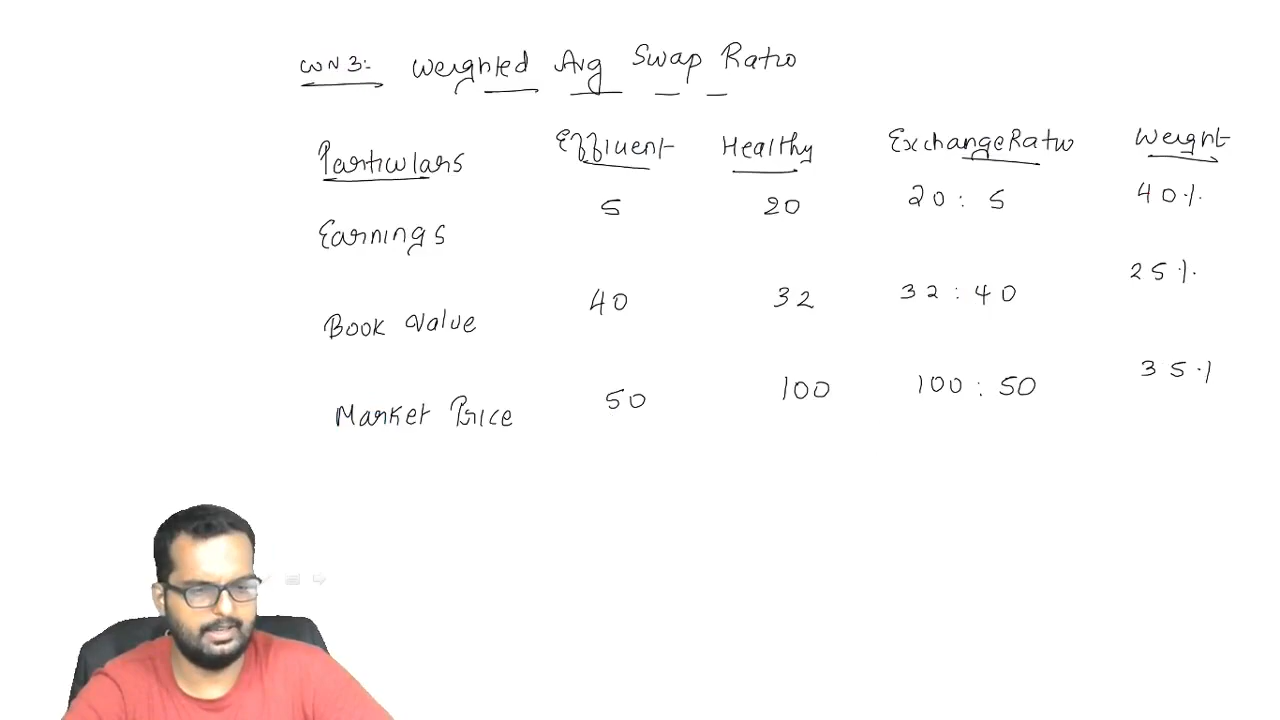 WN 3:- Weighted Avg Swap Ratio
Particulars Effiuent Healthy Exchange Ratio Weight
Earnings 5 20 20 : 5 40%
Book Value 40 32 32 : 40 25%
Market Price 50 100 100 : 50 35%